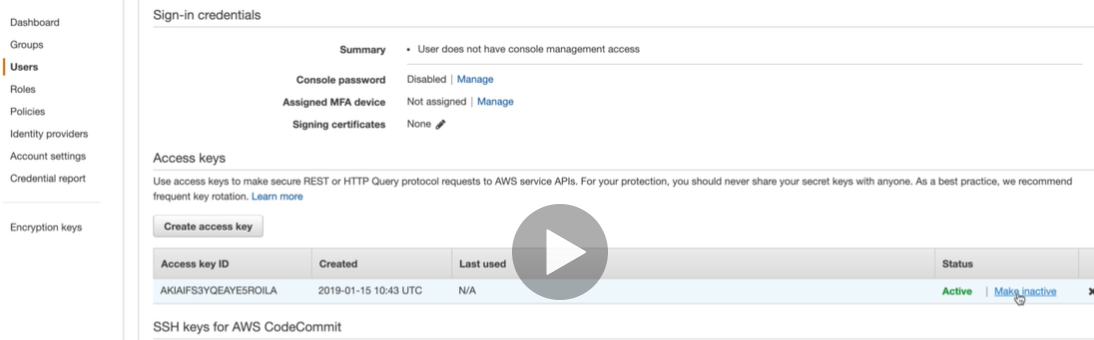 Dashboard
Groups
Users
Roles
Policies
Identity providers
Account settings
Credential report
Encryption keys
Sign-in credentials
Summary • User does not have console management access
Console password Disabled | Manage
Assigned MFA device Not assigned | Manage
Signing certificates None
Access keys
Use access keys to make secure REST or HTTP Query protocol requests to AWS service APIs. For your protection, you should never share your secret keys with anyone. As a best practice, we recommend
frequent key rotation. Learn more
Create access key
Access key ID Created Last used Status
AKIAIFS3YQEAYE5ROILA 2019-01-15 10:43 UTC N/A Active | Make inactive
SSH keys for AWS CodeCommit